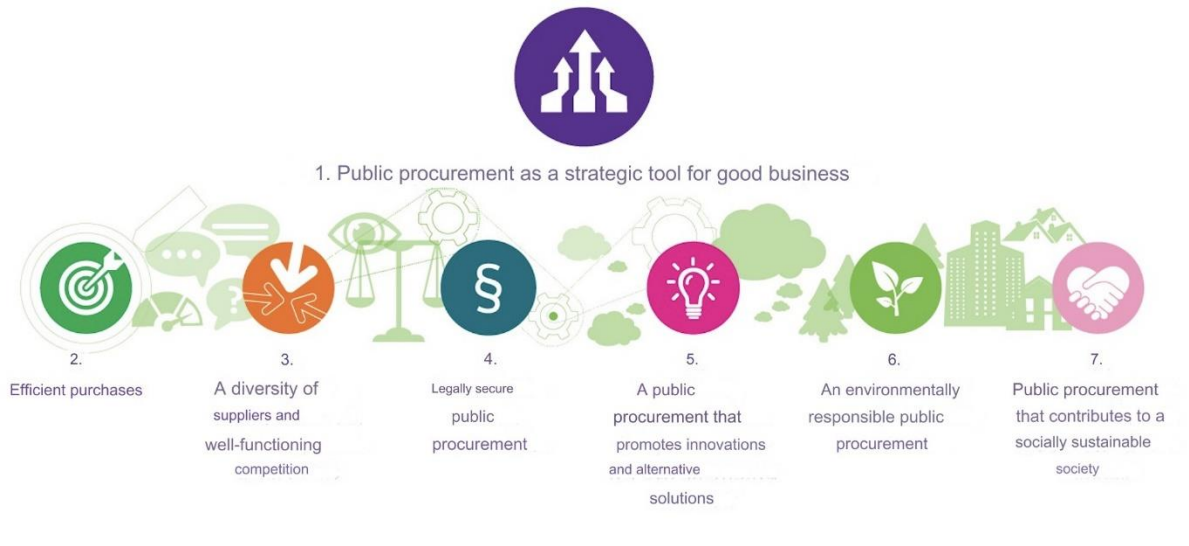 1. Public procurement as a strategic tool for good business
§
2.
Efficient purchases
3.
A diversity of
suppliers and
well-functioning
competition
4.
Legally secure
public
procurement
5.
A public
procurement that
promotes innovations
and alternative
solutions
6.
An environmentally
responsible public
procurement
7.
Public procurement
that contributes to a
socially sustainable
society